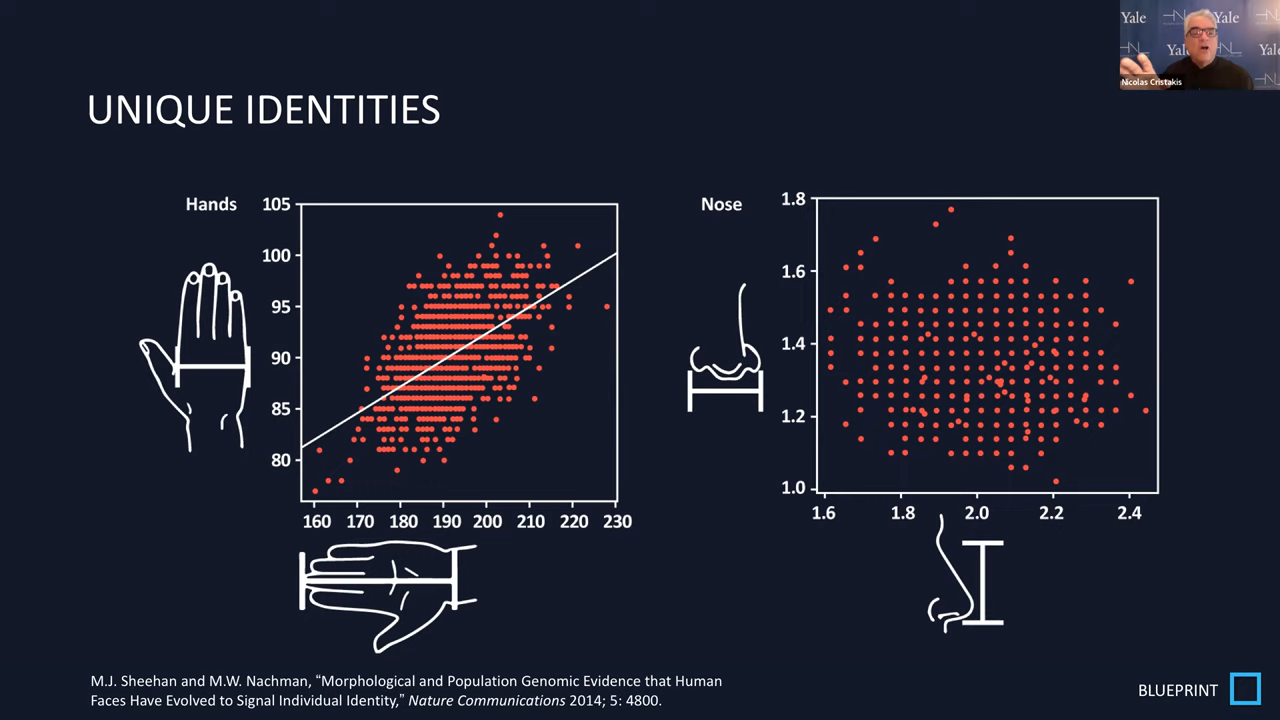 Yale
Yale
Yale
Yale
Nicolas Cristakis
UNIQUE IDENTITIES
Hands
105
100
95
90
85
80
160 170 180 190 200 210 220 230
Nose
1.8
1.6
1.4
1.2
1.0
1.6 1.8 2.0 2.2 2.4
M.J. Sheehan and M.W. Nachman, “Morphological and Population Genomic Evidence that Human
Faces Have Evolved to Signal Individual Identity,” Nature Communications 2014; 5: 4800.
BLUEPRINT